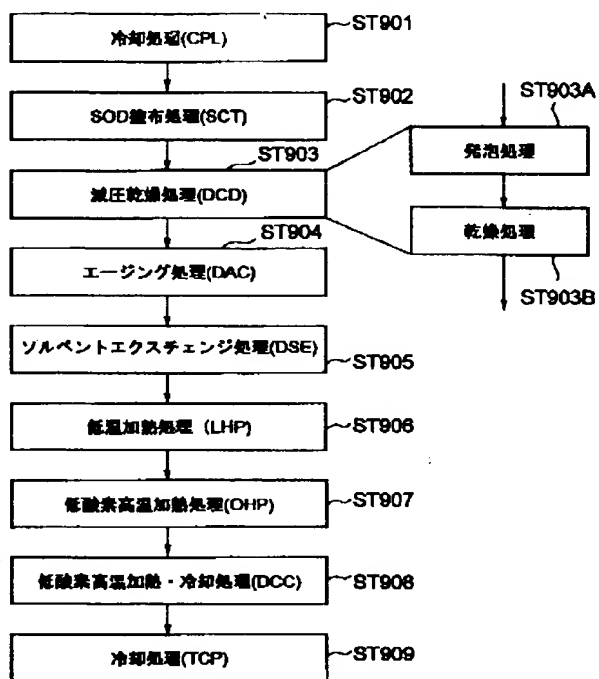 冷却処理(CPL)
ST901
SOD塗布処理(SCT)
ST902
減圧乾燥処理(DCD)
ST903
ST903A
発泡処理
乾燥処理
ST903B
エージング処理(DAC)
ST904
ソルベントエクスチェンジ処理(DSE)
ST905
低温加熱処理 (LHP)
ST906
低酸素高温加熱処理(OHP)
ST907
低酸素高温加熱・冷却処理(DCC)
ST908
冷却処理(TCP)
ST909